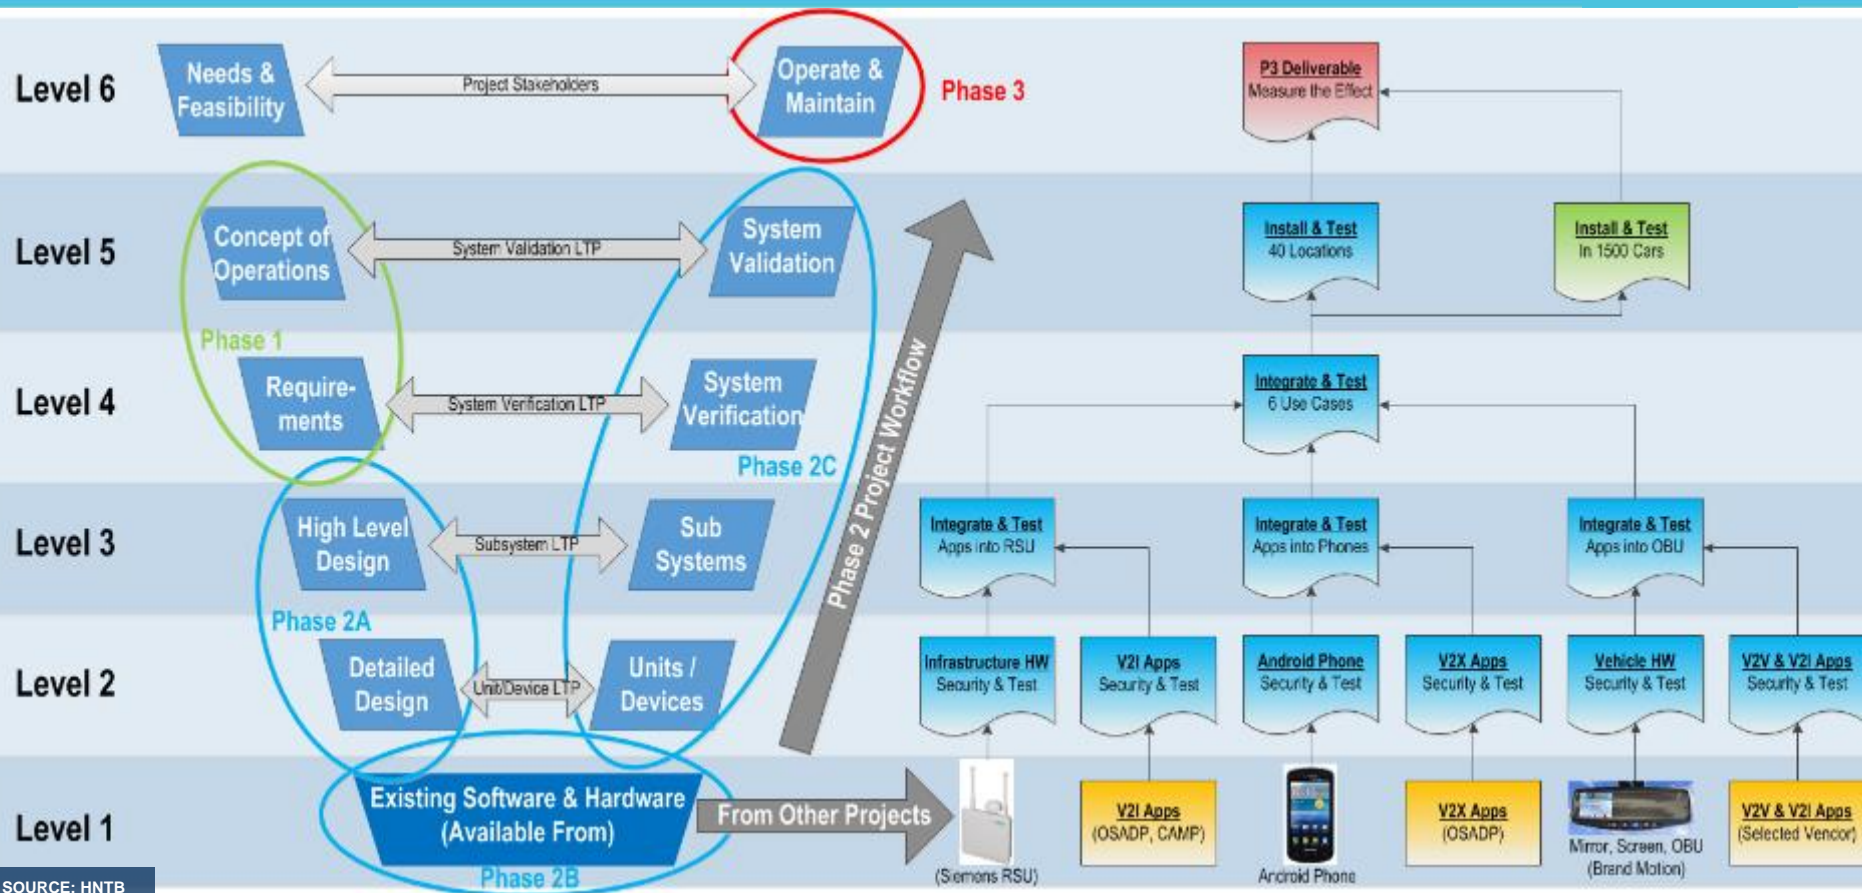 Level 6
Needs &
Feasibility
Project Stakeholders
Operate &
Maintain
Phase 3
P3 Deliverable
Measure the Effect
Level 5
Concept of
Operations
System Validation LTP
System
Validation
Install & Test
40 Locations
Install & Test
In 1500 Cars
Phase 1
Level 4
Require-
ments
System Verification LTP
System
Verification
Phase 2C
Integrate & Test
6 Use Cases
Phase 2 Project Workflow
Level 3
High Level
Design
Subsystem LTP
Sub
Systems
Integrate & Test
Apps into RSU
Integrate & Test
Apps into Phones
Integrate & Test
Apps into OBU
Phase 2A
Level 2
Detailed
Design
Unit/Device LTP
Units /
Devices
Infrastructure HW
Security & Test
V2I Apps
Security & Test
Android Phone
Security & Test
V2X Apps
Security & Test
Vehicle HW
Security & Test
V2V & V2I Apps
Security & Test
Level 1
Existing Software & Hardware
(Available From)
Phase 2B
From Other Projects
(Siemens RSU)
V2I Apps
(OSADP, CAMP)
Android Phone
V2X Apps
(OSADP)
Mirror, Screen, OBU
(Brand Motion)
V2V & V2I Apps
(Selected Vencor)
SOURCE: HNTB